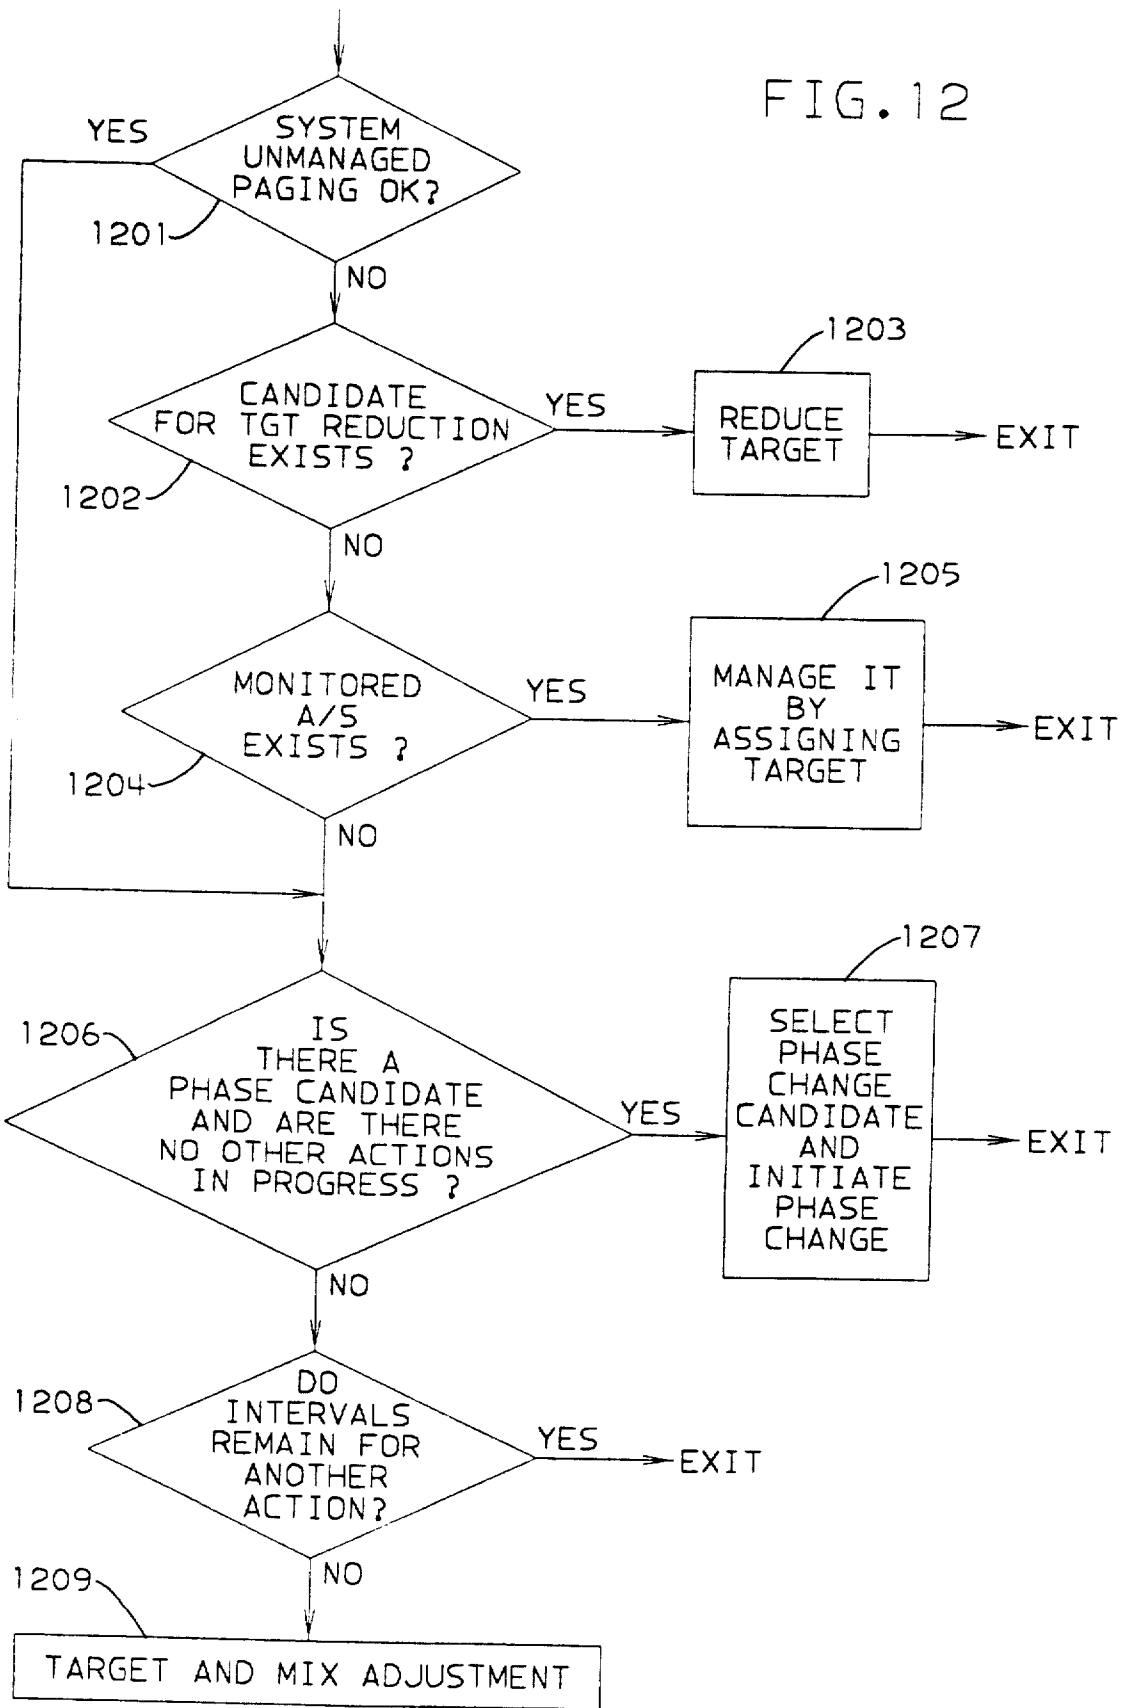 FIG.12
YES
SYSTEM
UNMANAGED
PAGING OK?
1201
NO
1203
CANDIDATE
FOR TGT REDUCTION
EXISTS ?
YES
REDUCE
TARGET
EXIT
1202
NO
1205
MONITORED
A/S
EXISTS ?
YES
MANAGE IT
BY
ASSIGNING
TARGET
EXIT
1204
NO
1207
1206
IS
THERE A
PHASE CANDIDATE
AND ARE THERE
NO OTHER ACTIONS
IN PROGRESS ?
YES
SELECT
PHASE
CHANGE
CANDIDATE
AND
INITIATE
PHASE
CHANGE
EXIT
NO
1208
DO
INTERVALS
REMAIN FOR
ANOTHER
ACTION?
YES
EXIT
NO
1209
TARGET AND MIX ADJUSTMENT